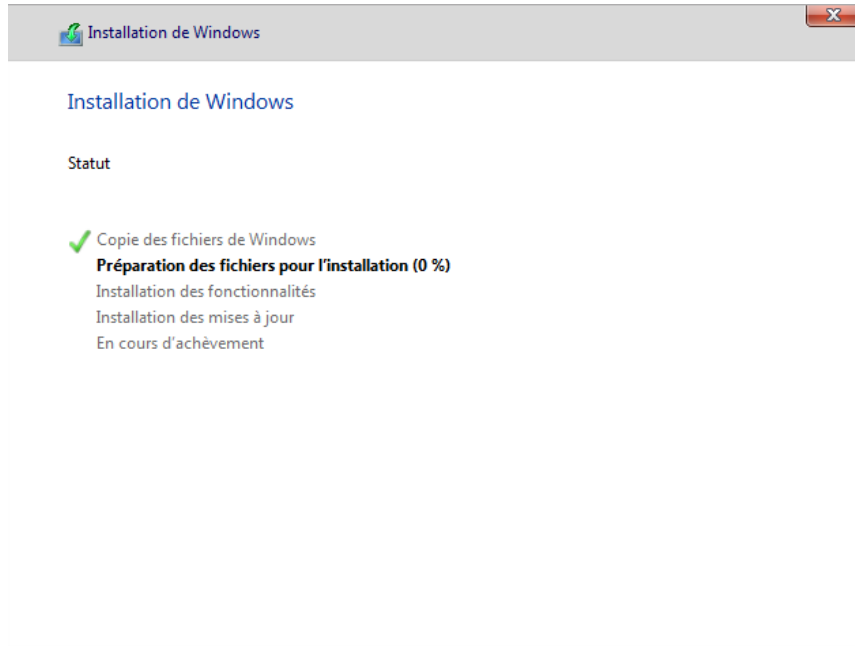 Installation de Windows
Installation de Windows
Statut
Copie des fichiers de Windows
Préparation des fichiers pour l'installation (0 %)
Installation des fonctionnalités
Installation des mises à jour
En cours d'achèvement